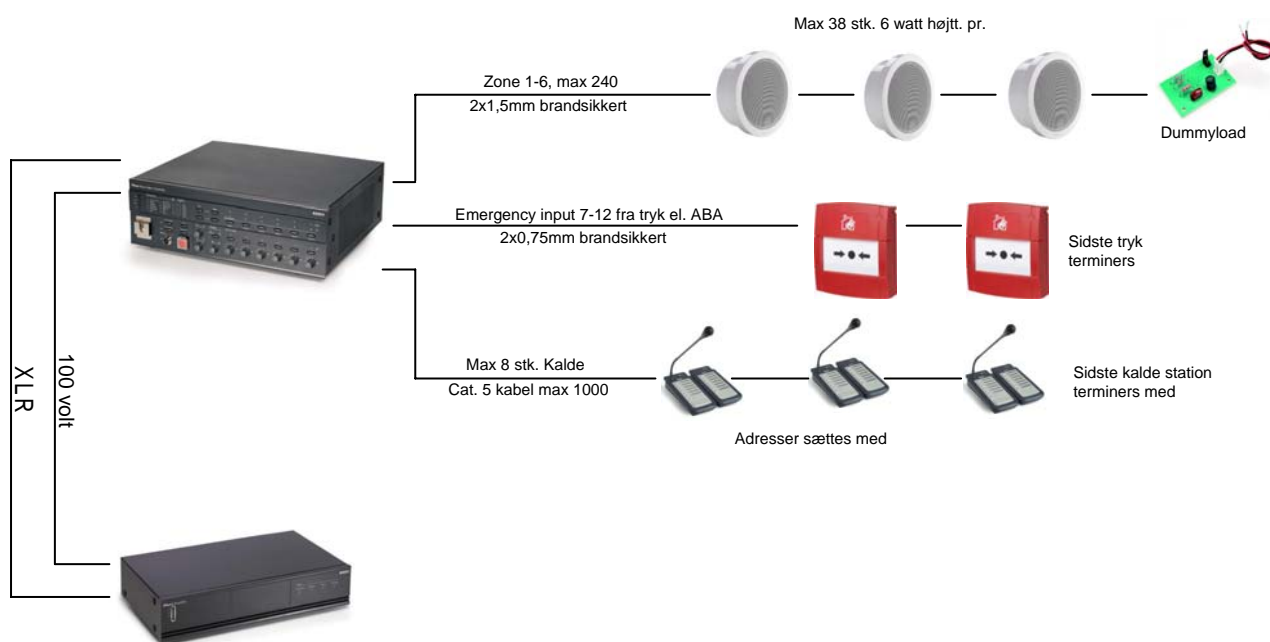 Max 38 stk. 6 watt højtt. pr.
Zone 1-6, max 240
2x1,5mm brandsikkert
Dummyload
Emergency input 7-12 fra tryk el. ABA
2x0,75mm brandsikkert
Sidste tryk
terminers
Max 8 stk. Kalde
Cat. 5 kabel max 1000
Sidste kalde station
terminers med
Adresser sættes med
XLR
100 volt